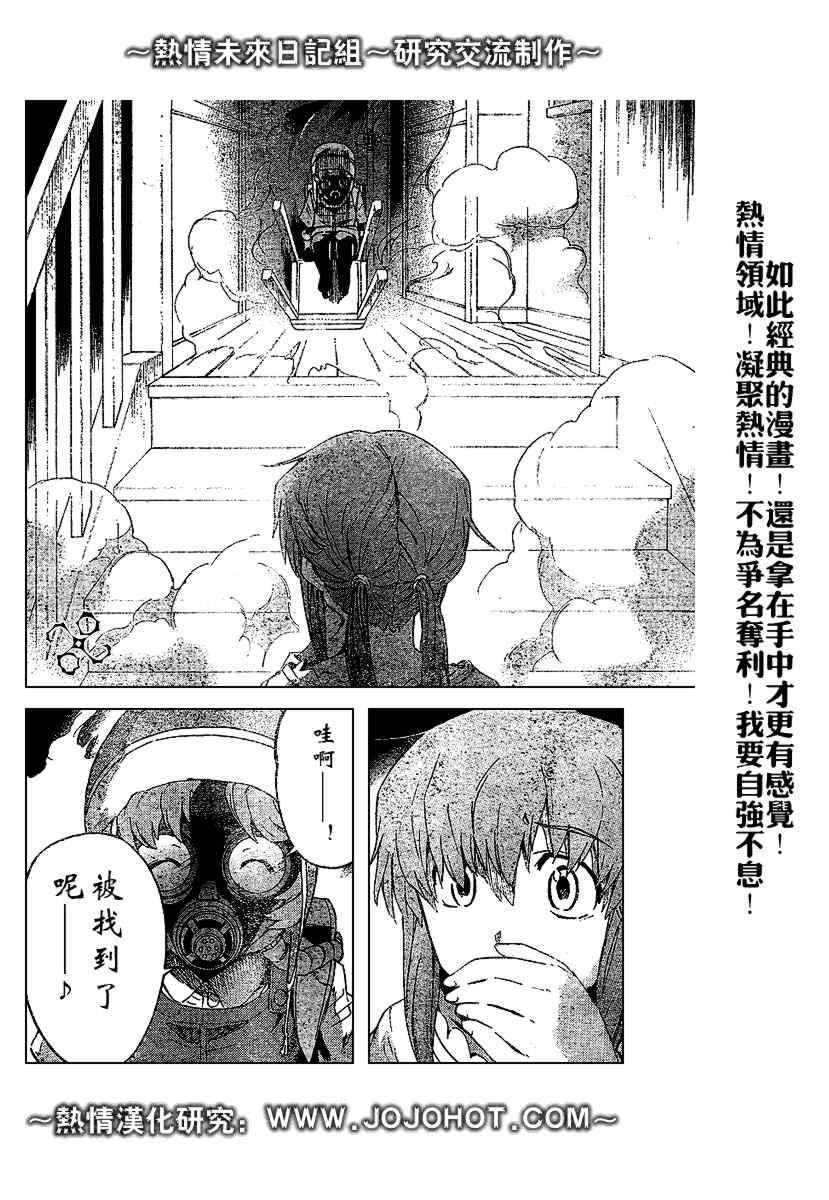 ～熱情未來日記組～研究交流制作～
如此經典的漫畫！還是拿在手中才更有感覺！
熱情領域！凝聚熱情！不為爭名奪利！我要自強不息！
哇
啊
——！
被找到了
呢——♪
～熱情漢化研究：WWW.JOJOHOT.COM～